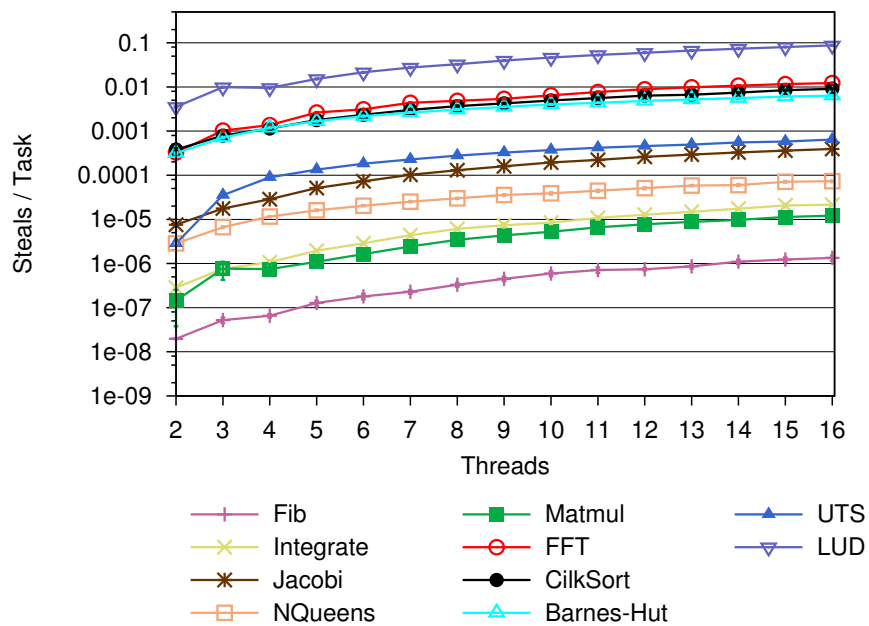 0.1
0.01
0.001
0.0001
1e-05
1e-06
1e-07
1e-08
1e-09
Steals / Task
2 3 4 5 6 7 8 9 10 11 12 13 14 15 16
Threads
Fib Matmul UTS
Integrate FFT LUD
Jacobi CilkSort
NQueens Barnes-Hut